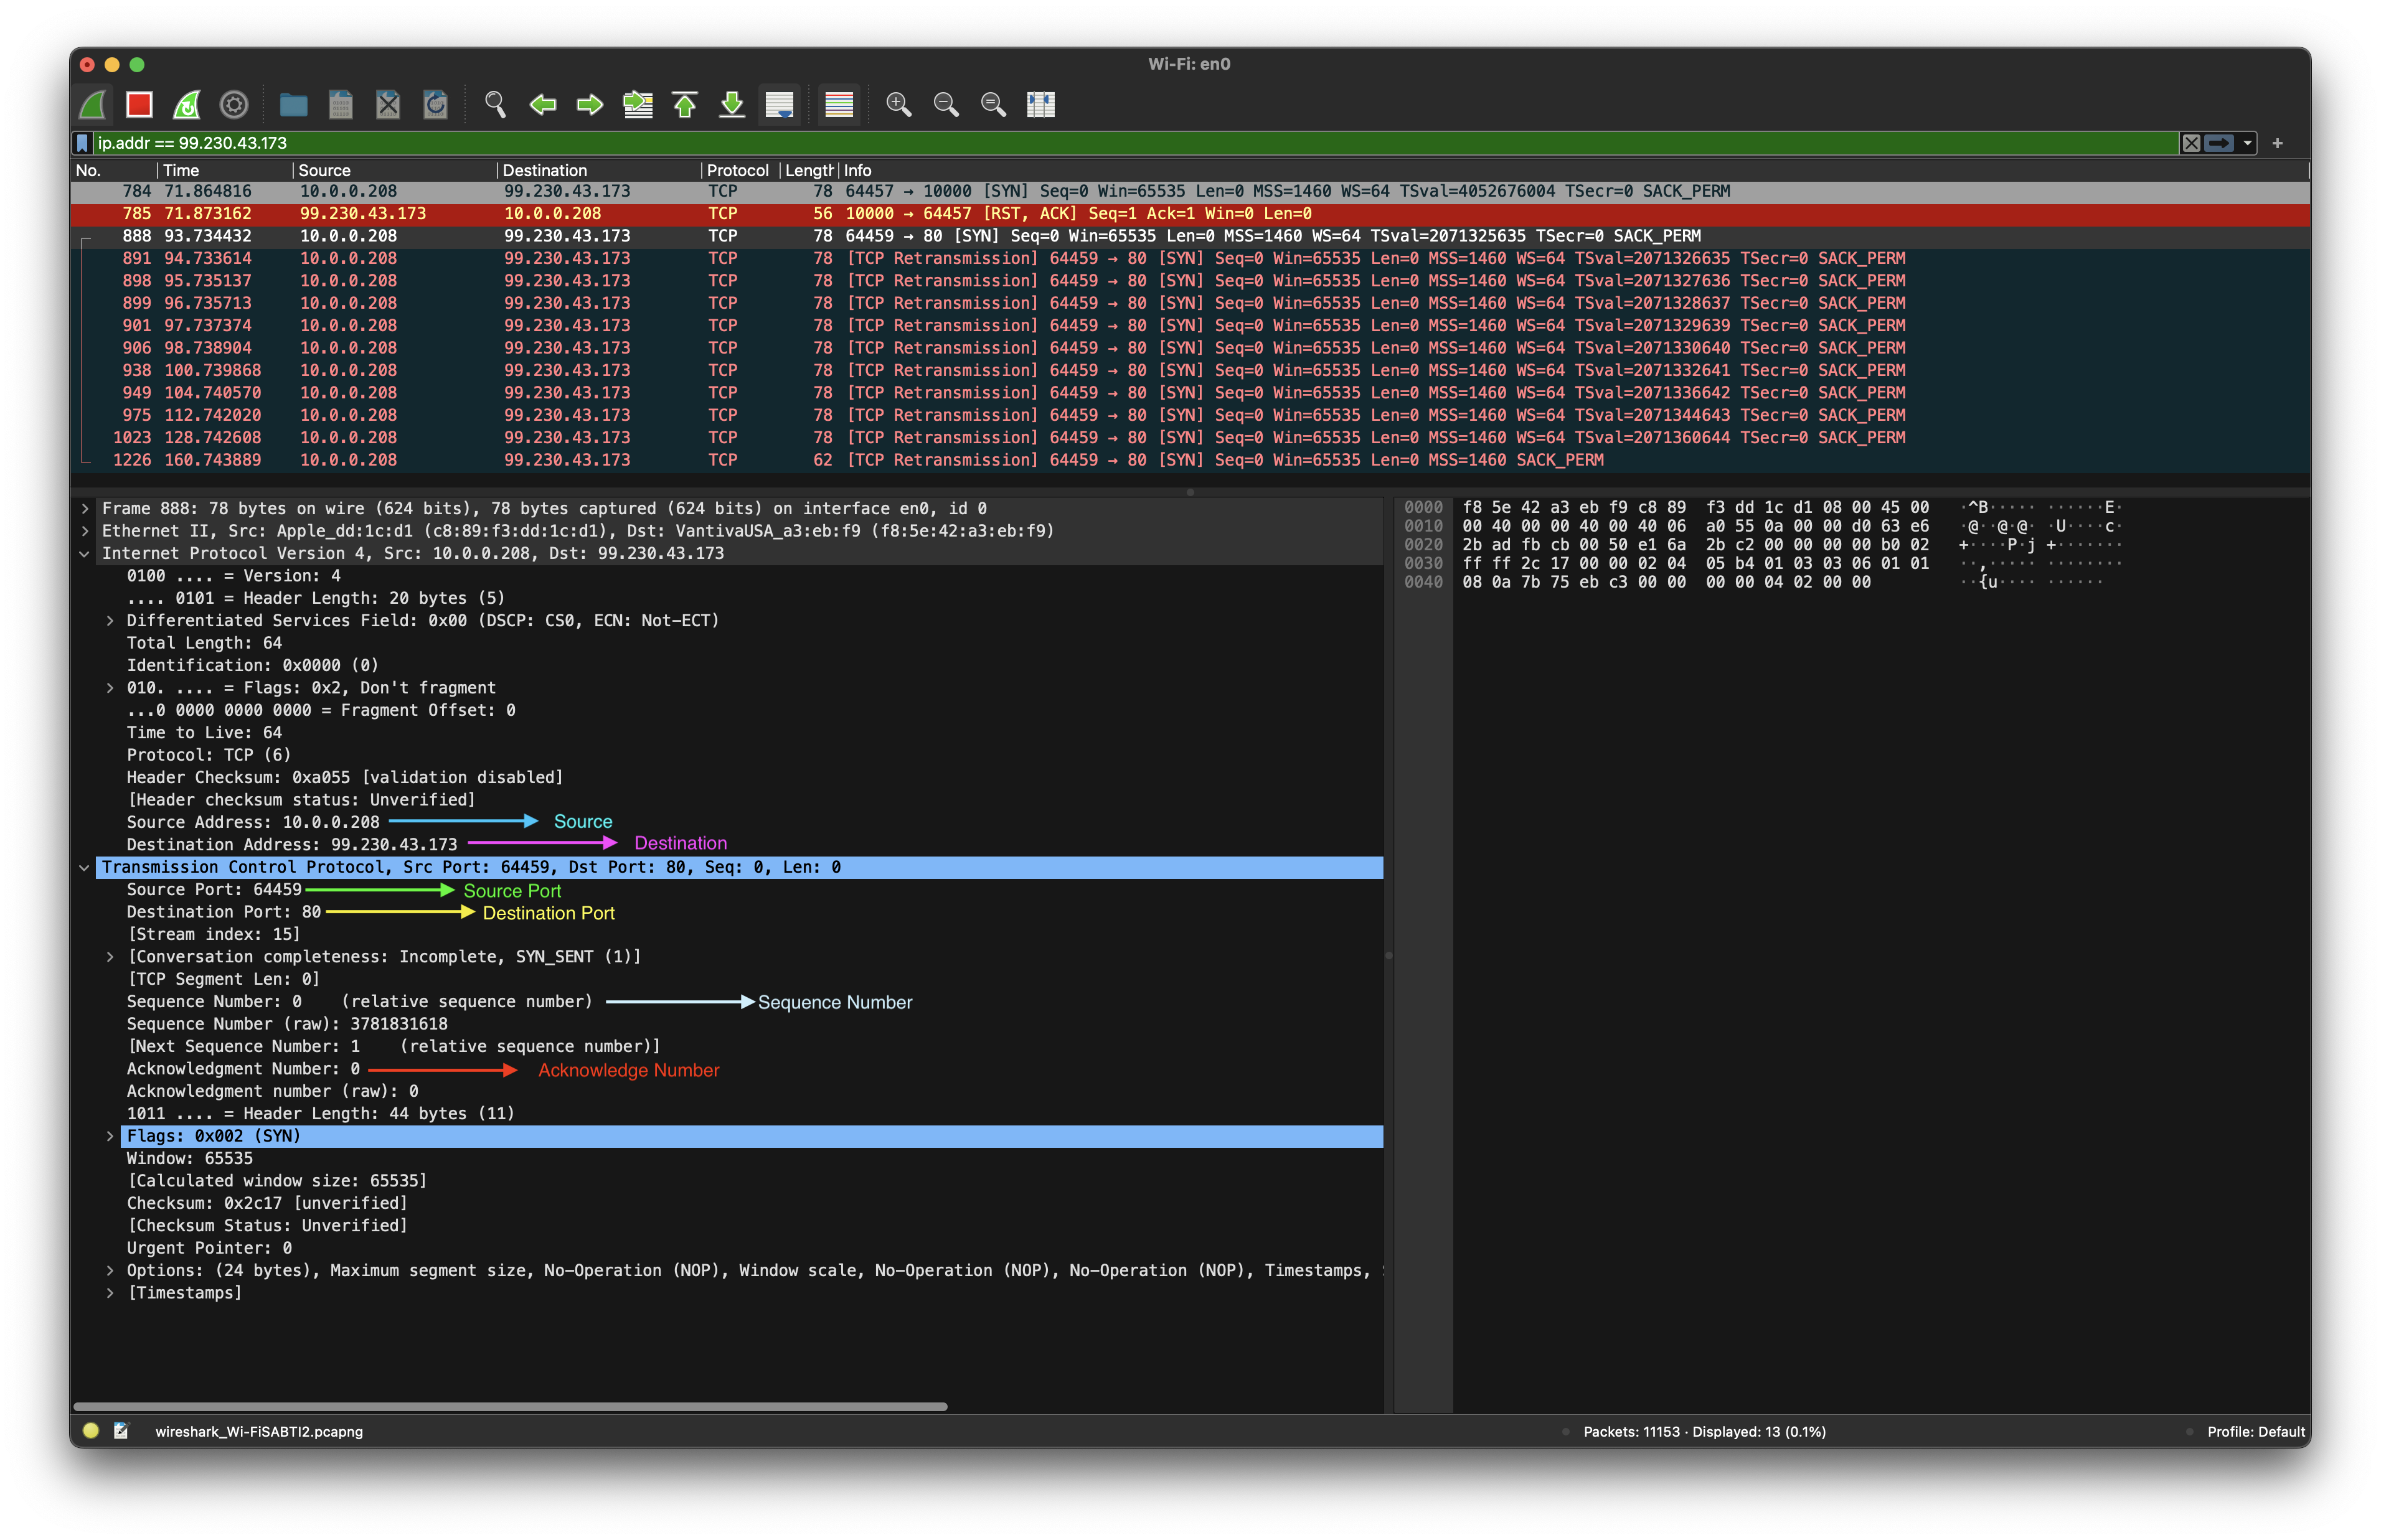 Wi-Fi: en0
ip.addr == 99.230.43.173
+
No. Time Source Destination Protocol Length Info
784 71.864816 10.0.0.208 99.230.43.173 TCP 78 64457 → 10000 [SYN] Seq=0 Win=65535 Len=0 MSS=1460 WS=64 TSval=4052676004 TSecr=0 SACK_PERM
785 71.873162 99.230.43.173 10.0.0.208 TCP 56 10000 → 64457 [RST, ACK] Seq=1 Ack=1 Win=0 Len=0
888 93.734432 10.0.0.208 99.230.43.173 TCP 78 64459 → 80 [SYN] Seq=0 Win=65535 Len=0 MSS=1460 WS=64 TSval=2071325635 TSecr=0 SACK_PERM
891 94.733614 10.0.0.208 99.230.43.173 TCP 78 [TCP Retransmission] 64459 → 80 [SYN] Seq=0 Win=65535 Len=0 MSS=1460 WS=64 TSval=2071326635 TSecr=0 SACK_PERM
898 95.735137 10.0.0.208 99.230.43.173 TCP 78 [TCP Retransmission] 64459 → 80 [SYN] Seq=0 Win=65535 Len=0 MSS=1460 WS=64 TSval=2071327636 TSecr=0 SACK_PERM
899 96.735713 10.0.0.208 99.230.43.173 TCP 78 [TCP Retransmission] 64459 → 80 [SYN] Seq=0 Win=65535 Len=0 MSS=1460 WS=64 TSval=2071328637 TSecr=0 SACK_PERM
901 97.737374 10.0.0.208 99.230.43.173 TCP 78 [TCP Retransmission] 64459 → 80 [SYN] Seq=0 Win=65535 Len=0 MSS=1460 WS=64 TSval=2071329639 TSecr=0 SACK_PERM
906 98.738904 10.0.0.208 99.230.43.173 TCP 78 [TCP Retransmission] 64459 → 80 [SYN] Seq=0 Win=65535 Len=0 MSS=1460 WS=64 TSval=2071330640 TSecr=0 SACK_PERM
938 100.739868 10.0.0.208 99.230.43.173 TCP 78 [TCP Retransmission] 64459 → 80 [SYN] Seq=0 Win=65535 Len=0 MSS=1460 WS=64 TSval=2071332641 TSecr=0 SACK_PERM
949 104.740570 10.0.0.208 99.230.43.173 TCP 78 [TCP Retransmission] 64459 → 80 [SYN] Seq=0 Win=65535 Len=0 MSS=1460 WS=64 TSval=2071336642 TSecr=0 SACK_PERM
975 112.742020 10.0.0.208 99.230.43.173 TCP 78 [TCP Retransmission] 64459 → 80 [SYN] Seq=0 Win=65535 Len=0 MSS=1460 WS=64 TSval=2071344643 TSecr=0 SACK_PERM
1023 128.742608 10.0.0.208 99.230.43.173 TCP 78 [TCP Retransmission] 64459 → 80 [SYN] Seq=0 Win=65535 Len=0 MSS=1460 WS=64 TSval=2071360644 TSecr=0 SACK_PERM
1226 160.743889 10.0.0.208 99.230.43.173 TCP 62 [TCP Retransmission] 64459 → 80 [SYN] Seq=0 Win=65535 Len=0 MSS=1460 SACK_PERM
Frame 888: 78 bytes on wire (624 bits), 78 bytes captured (624 bits) on interface en0, id 0
Ethernet II, Src: Apple_dd:1c:d1 (c8:89:f3:dd:1c:d1), Dst: VantivaUSA_a3:eb:f9 (f8:5e:42:a3:eb:f9)
Internet Protocol Version 4, Src: 10.0.0.208, Dst: 99.230.43.173
0100 .... = Version: 4
.... 0101 = Header Length: 20 bytes (5)
Differentiated Services Field: 0x00 (DSCP: CS0, ECN: Not-ECT)
Total Length: 64
Identification: 0x0000 (0)
010. .... = Flags: 0x2, Don't fragment
...0 0000 0000 0000 = Fragment Offset: 0
Time to Live: 64
Protocol: TCP (6)
Header Checksum: 0xa055 [validation disabled]
[Header checksum status: Unverified]
Source Address: 10.0.0.208 Source
Destination Address: 99.230.43.173 Destination
Transmission Control Protocol, Src Port: 64459, Dst Port: 80, Seq: 0, Len: 0
Source Port: 64459 Source Port
Destination Port: 80 Destination Port
[Stream index: 15]
[Conversation completeness: Incomplete, SYN_SENT (1)]
[TCP Segment Len: 0]
Sequence Number: 0 (relative sequence number) Sequence Number
Sequence Number (raw): 3781831618
[Next Sequence Number: 1 (relative sequence number)]
Acknowledgment Number: 0 Acknowledge Number
Acknowledgment number (raw): 0
1011 .... = Header Length: 44 bytes (11)
Flags: 0x002 (SYN)
Window: 65535
[Calculated window size: 65535]
Checksum: 0x2c17 [unverified]
[Checksum Status: Unverified]
Urgent Pointer: 0
Options: (24 bytes), Maximum segment size, No-Operation (NOP), Window scale, No-Operation (NOP), No-Operation (NOP), Timestamps,
[Timestamps]
0000 f8 5e 42 a3 eb f9 c8 89 f3 dd 1c d1 08 00 45 00 ·^B····· ······E·
0010 00 40 00 00 40 00 40 06 a0 55 0a 00 00 d0 63 e6 ·@··@·@· ·U····c·
0020 2b ad fb cb 00 50 e1 6a 2b c2 00 00 00 00 b0 02 +····P·j +·······
0030 ff ff 2c 17 00 00 02 04 05 b4 01 03 03 06 01 01 ··,····· ········
0040 08 0a 7b 75 eb c3 00 00 00 00 04 02 00 00 ··{u···· ······
wireshark_Wi-FiSABTI2.pcapng
Packets: 11153 · Displayed: 13 (0.1%)
Profile: Default